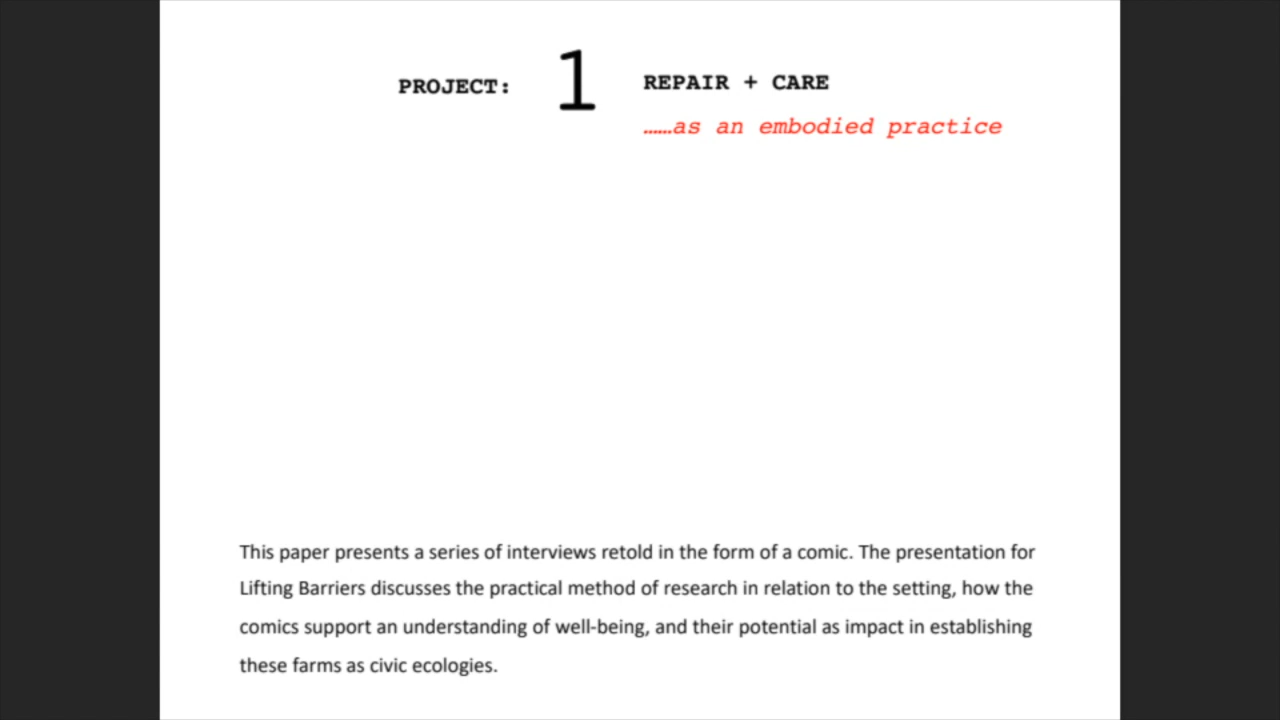 PROJECT: 1 REPAIR + CARE
……as an embodied practice
This paper presents a series of interviews retold in the form of a comic. The presentation for
Lifting Barriers discusses the practical method of research in relation to the setting, how the
comics support an understanding of well-being, and their potential as impact in establishing
these farms as civic ecologies.